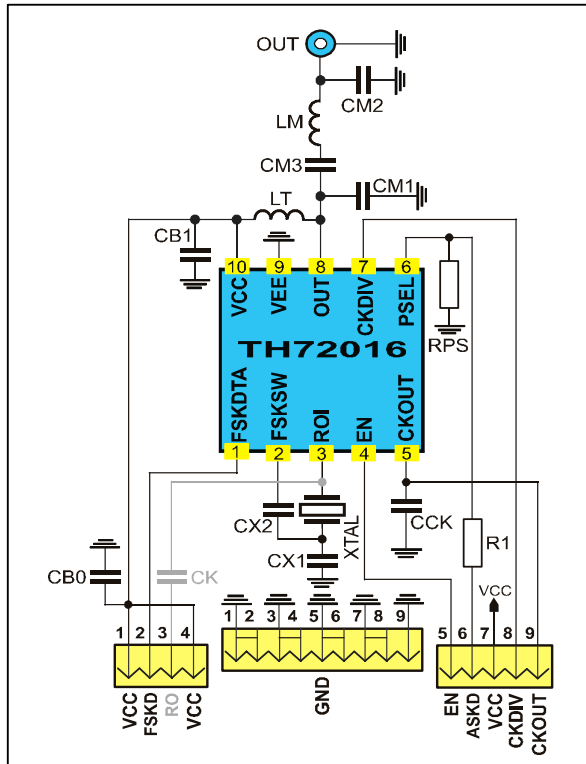 OUT
CM2
LM
CM3
CM1
LT
CB1
10 9 8 7 6
VCC VEE OUT CKDIV PSEL
RPS
TH72016
FSKDTA FSKSW ROI EN CKOUT
1 2 3 4 5
CX2
XTAL
CCK
R1
CX1
CB0
CK
VCC
1 2 3 4
1 2 3 4 5 6 7 8 9
5 6 7 8 9
VCC FSKD RO VCC
GND
EN ASKD VCC CKDIV CKOUT